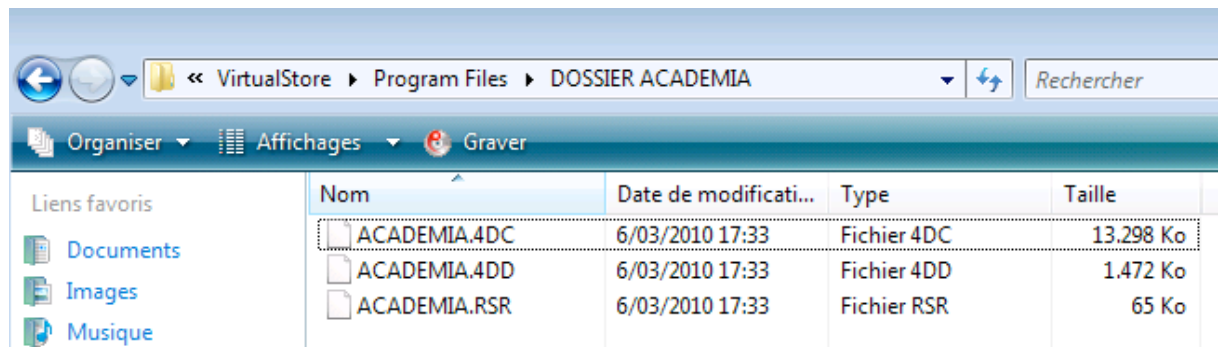 « VirtualStore ▸ Program Files ▸ DOSSIER ACADEMIA Rechercher
Organiser Affichages Graver
Liens favoris
Nom Date de modificati... Type Taille
ACADEMIA.4DC 6/03/2010 17:33 Fichier 4DC 13.298 Ko
Documents
ACADEMIA.4DD 6/03/2010 17:33 Fichier 4DD 1.472 Ko
Images
ACADEMIA.RSR 6/03/2010 17:33 Fichier RSR 65 Ko
Musique